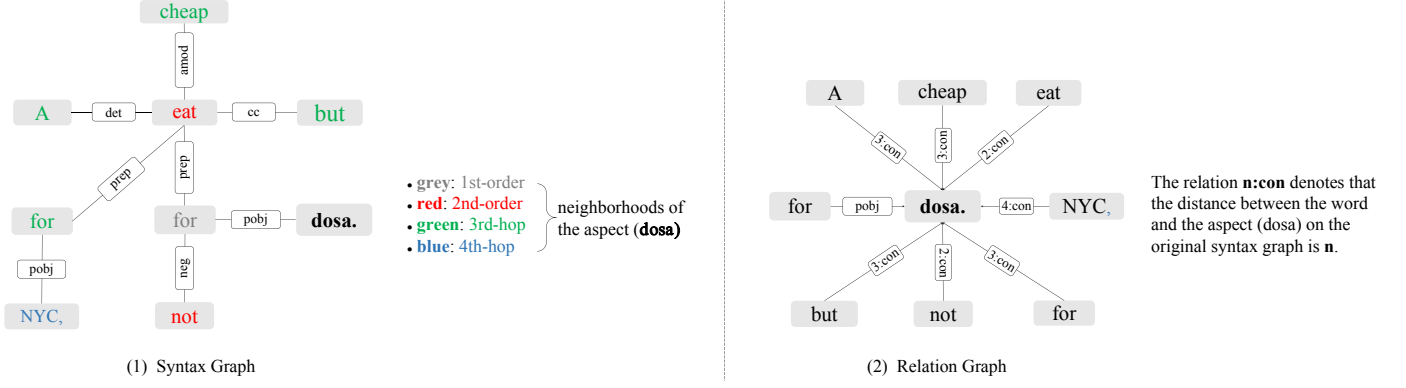 cheap
amod
A
det
eat
cc
but
prep
prep
for
for
pobj
dosa.
pobj
neg
NYC,
not
• grey: 1st-order
• red: 2nd-order
• green: 3rd-hop
• blue: 4th-hop
neighborhoods of
the aspect (dosa)
(1) Syntax Graph
A
cheap
eat
3:con
3:con
2:con
for
pobj
dosa.
4:con
NYC,
3:con
2:con
3:con
but
not
for
The relation n:con denotes that
the distance between the word
and the aspect (dosa) on the
original syntax graph is n.
(2) Relation Graph